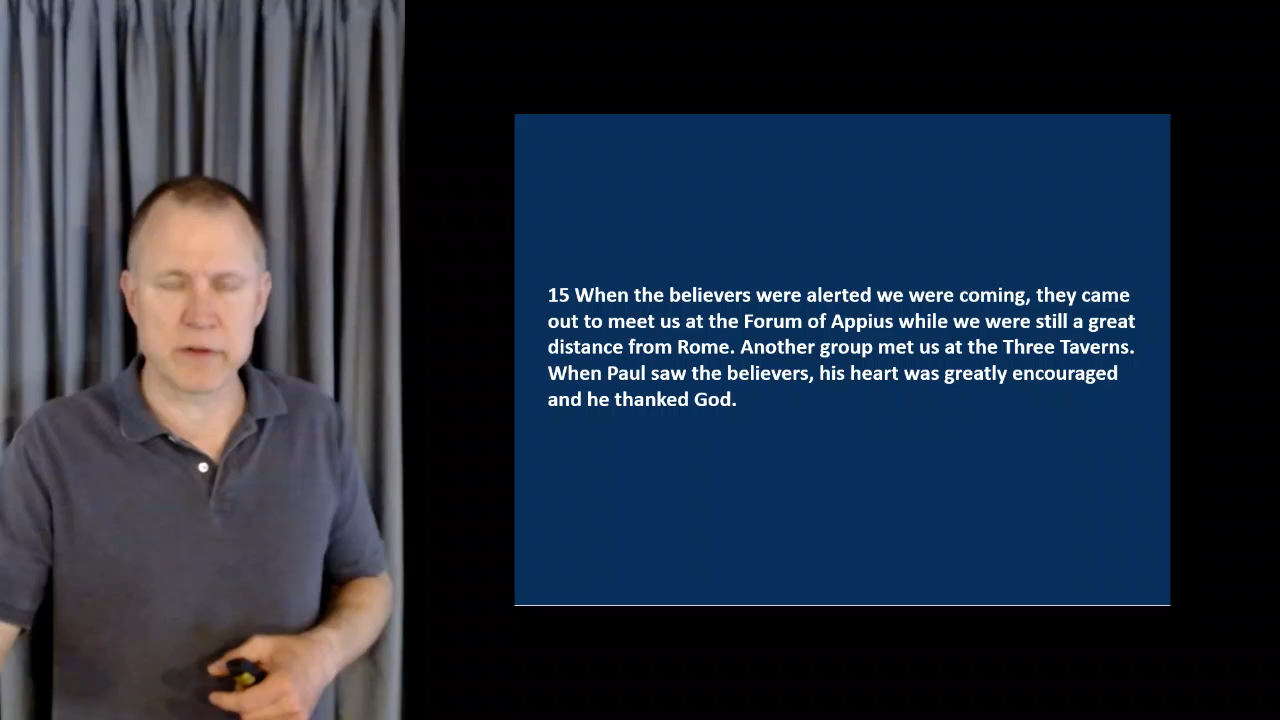 15 When the believers were alerted we were coming, they came
out to meet us at the Forum of Appius while we were still a great
distance from Rome. Another group met us at the Three Taverns.
When Paul saw the believers, his heart was greatly encouraged
and he thanked God.